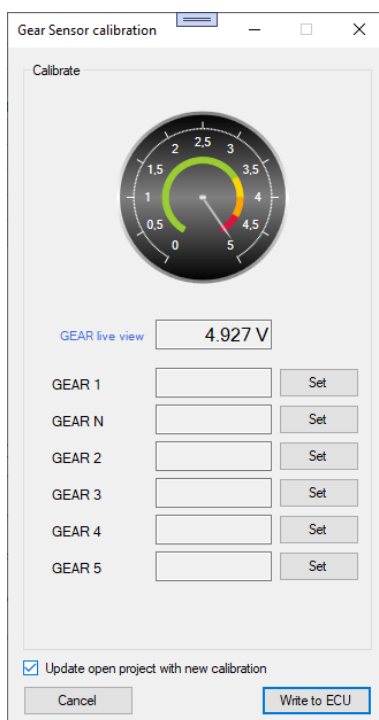 Gear Sensor calibration
Calibrate
2 2,5 3
1,5 3,5
1 4
0,5 4,5
0 5
GEAR live view 4.927 V
GEAR 1 Set
GEAR N Set
GEAR 2 Set
GEAR 3 Set
GEAR 4 Set
GEAR 5 Set
Update open project with new calibration
Cancel Write to ECU